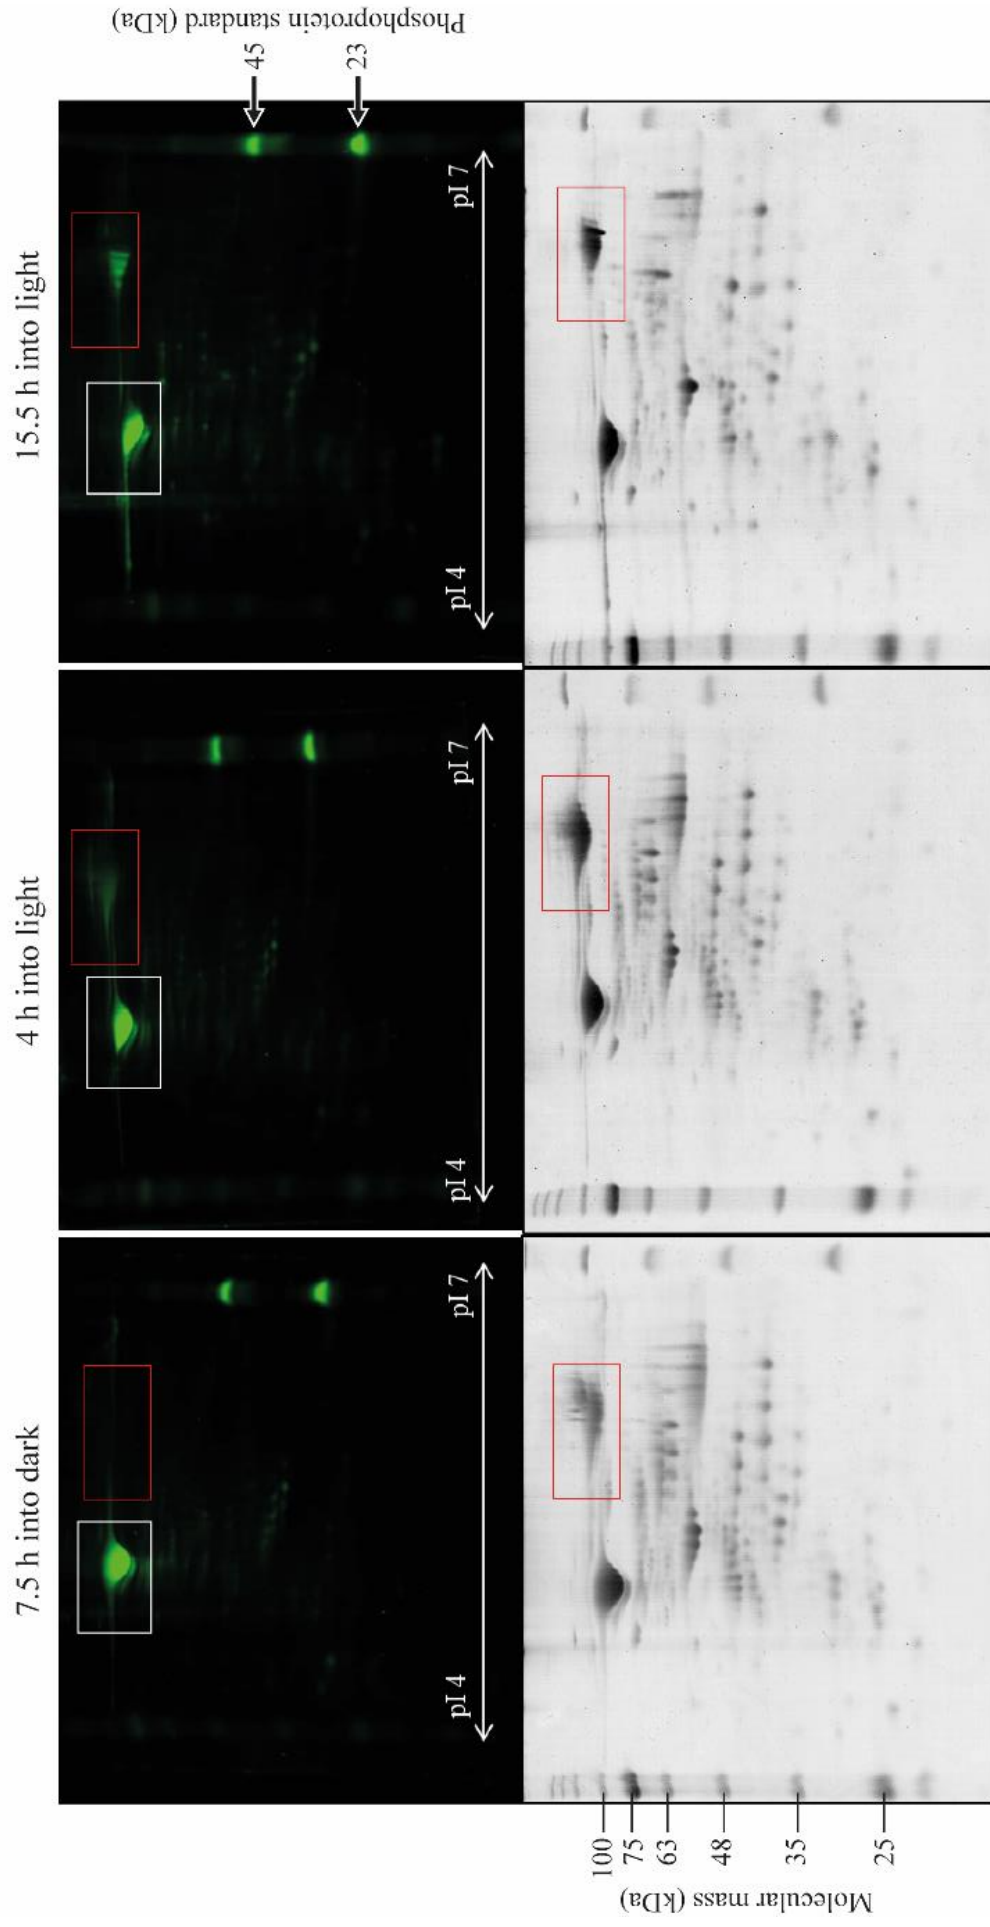 7.5 h into dark
4 h into light
15.5 h into light
Phosphoprotein standard (kDa)
45
23
pI 4
pI 7
pI 4
pI 7
pI 4
pI 7
Molecular mass (kDa)
100
75
63
48
35
25